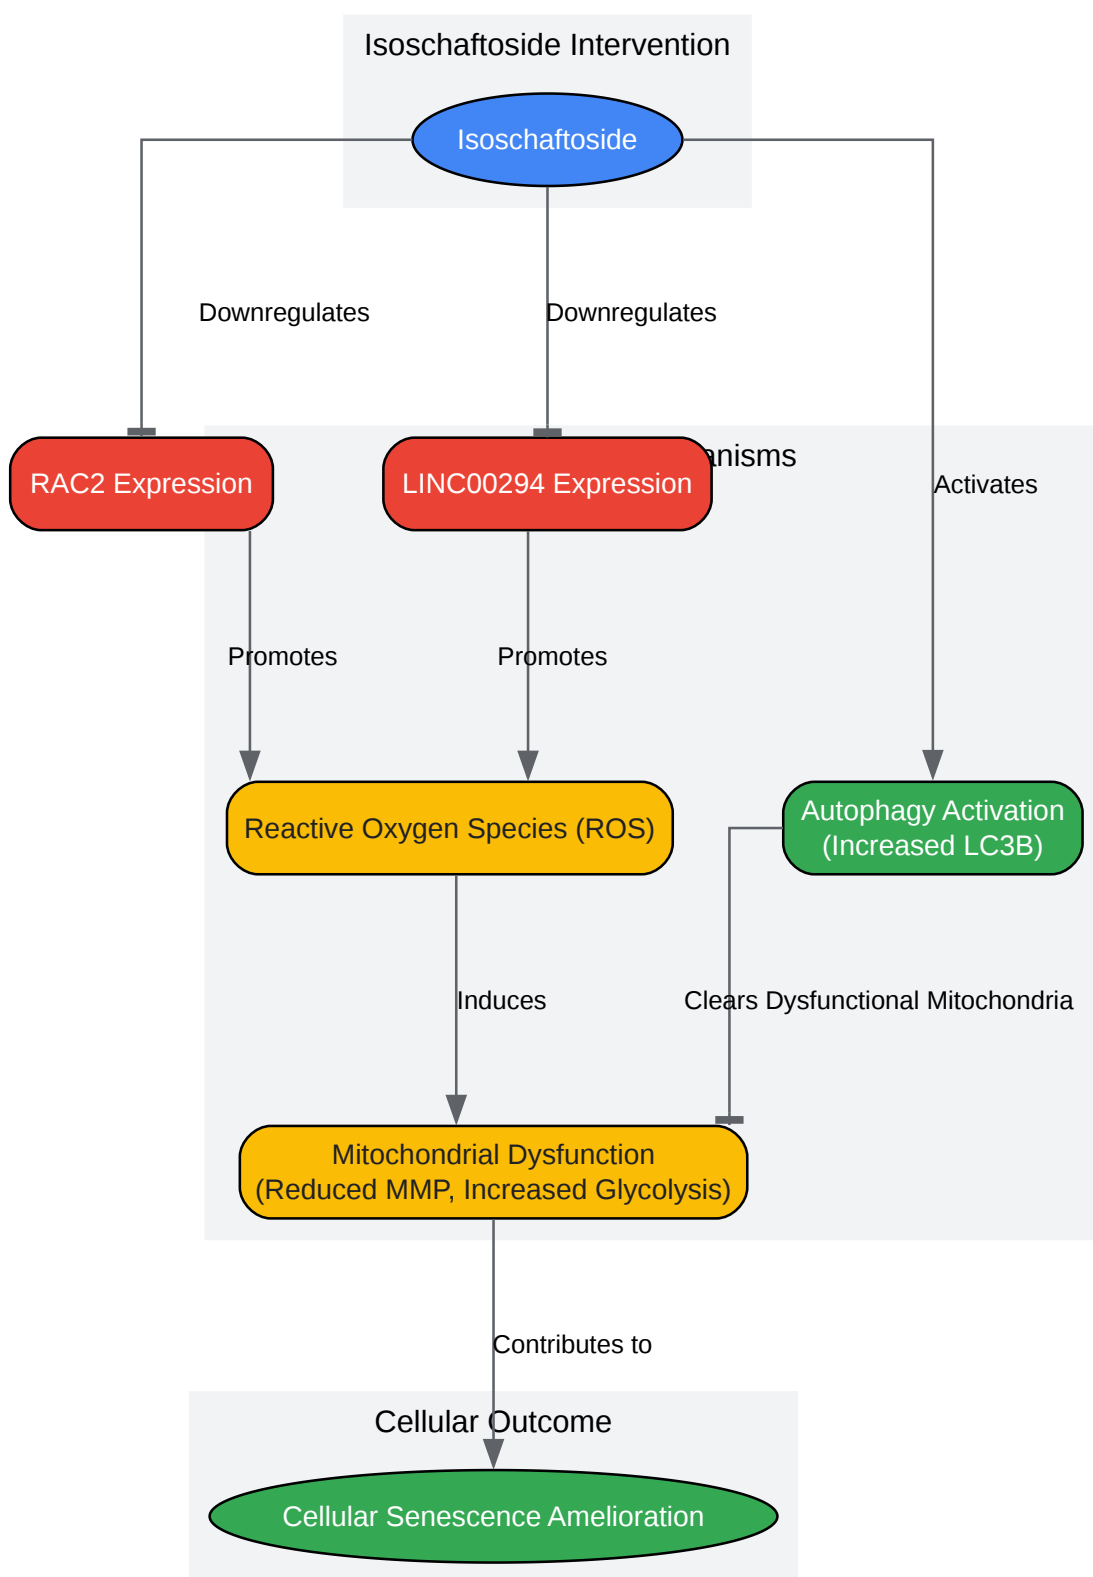 Isoschaftoside Intervention
Isoschaftoside
Downregulates
Downregulates
anisms
RAC2 Expression
LINC00294 Expression
Activates
Promotes
Promotes
Reactive Oxygen Species (ROS)
Autophagy Activation
(Increased LC3B)
Induces
Clears Dysfunctional Mitochondria
Mitochondrial Dysfunction
(Reduced MMP, Increased Glycolysis)
Contributes to
Cellular Outcome
Cellular Senescence Amelioration